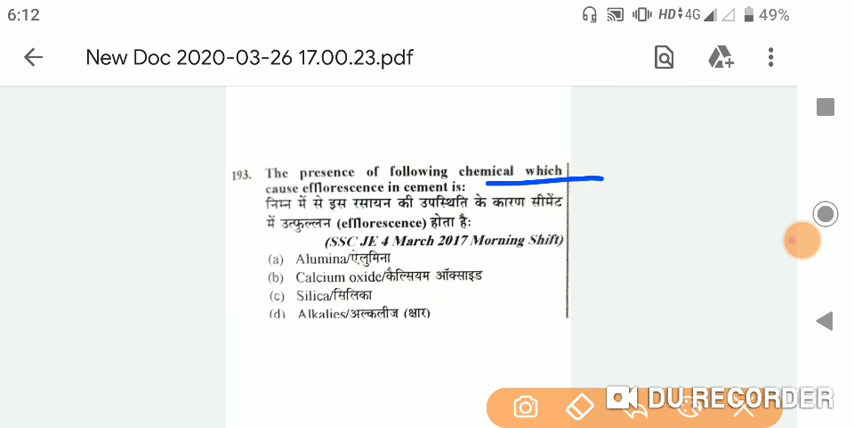 6:12 HD 4G 49%
New Doc 2020-03-26 17.00.23.pdf
193. The presence of following chemical which
cause efflorescence in cement is:
निम्न में से इस रसायन की उपस्थिति के कारण सीमेंट
में उत्फुल्लन (efflorescence) होता है:
(SSC JE 4 March 2017 Morning Shift)
(a) Alumina/ऐलुमिना
(b) Calcium oxide/कैल्सियम ऑक्साइड
(c) Silica/सिलिका
(d) Alkalies/अल्कलीज (क्षार)
DU RECORDER